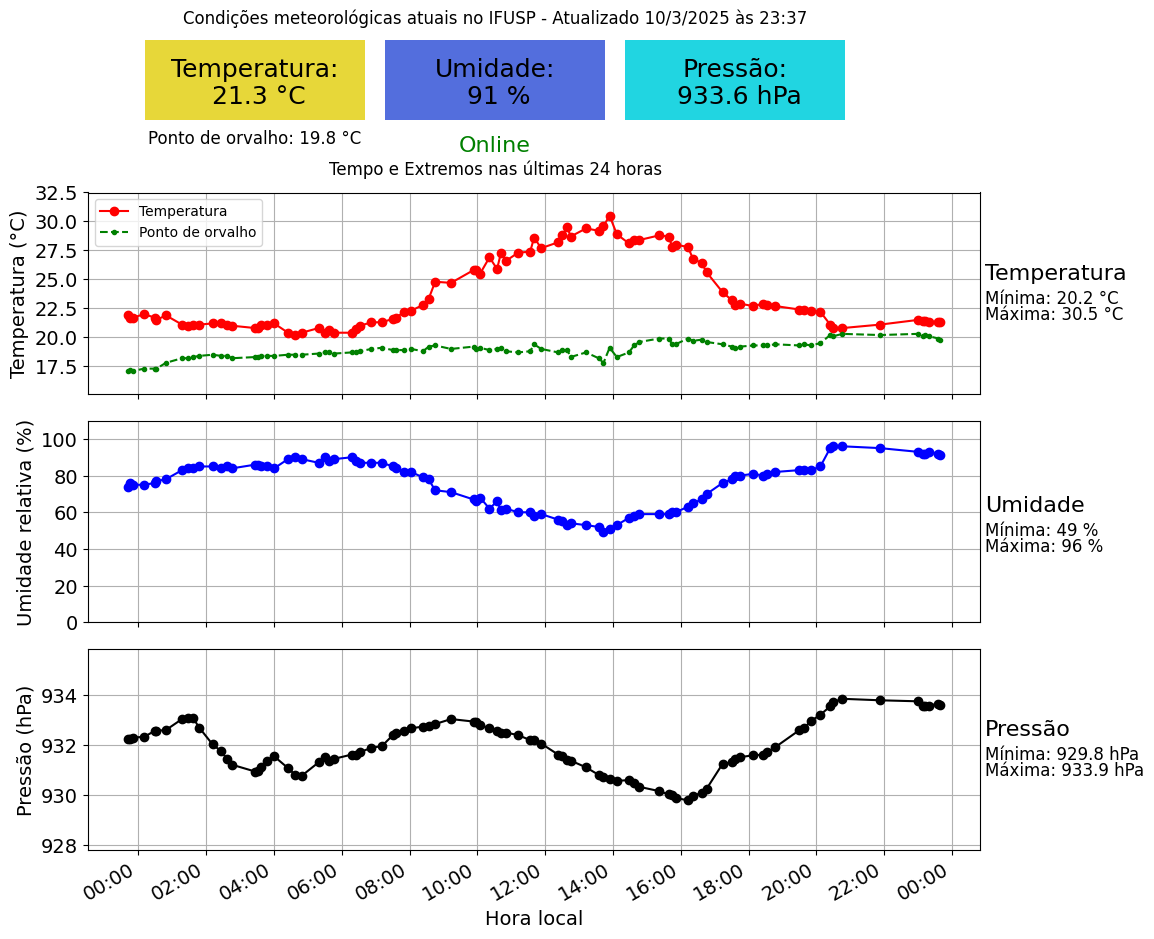 Condições meteorológicas atuais no IFUSP - Atualizado 10/3/2025 às 23:37
Temperatura:
21.3 °C
Umidade:
91 %
Pressão:
933.6 hPa
Ponto de orvalho: 19.8 °C
Online
Tempo e Extremos nas últimas 24 horas
Temperatura (°C)
32.5
30.0
27.5
25.0
22.5
20.0
17.5
Temperatura
Ponto de orvalho
Temperatura
Mínima: 20.2 °C
Máxima: 30.5 °C
Umidade relativa (%)
100
80
60
40
20
0
Umidade
Mínima: 49 %
Máxima: 96 %
Pressão (hPa)
934
932
930
928
Pressão
Mínima: 929.8 hPa
Máxima: 933.9 hPa
00:00 02:00 04:00 06:00 08:00 10:00 12:00 14:00 16:00 18:00 20:00 22:00 00:00
Hora local